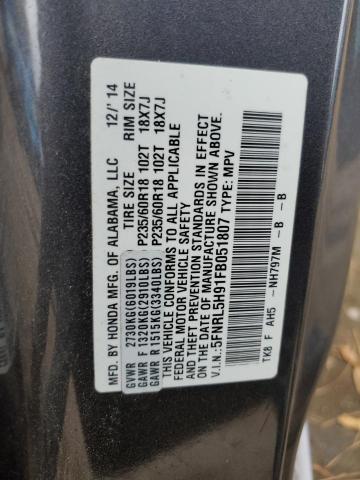 MFD. BY HONDA MFG. OF ALABAMA, LLC 12/'14
TIRE SIZE RIM SIZE
GVWR 2730KG(6019LBS)
GAWR F 1320KG(2910LBS) P235/60R18 102T 18X7J
GAWR R 1515KG(3340LBS) P235/60R18 102T 18X7J
THIS VEHICLE CONFORMS TO ALL APPLICABLE
FEDERAL MOTOR VEHICLE SAFETY
AND THEFT PREVENTION STANDARDS IN EFFECT
ON THE DATE OF MANUFACTURE SHOWN ABOVE.
V.I.N.: 5FNRL5H91FB051807 TYPE: MPV
TK8 F AH5 -NH797M - B - B